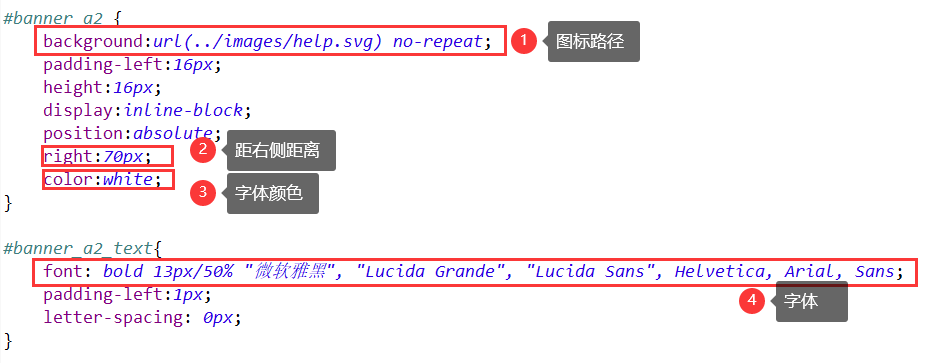 #banner_a2 {
background:url(../images/help.svg) no-repeat; 1 图标路径
padding-left:16px;
height:16px;
display:inline-block;
position:absolute;
right:70px; 2 距右侧距离
color:white; 3 字体颜色
}
#banner_a2_text{
font: bold 13px/50% "微软雅黑", "Lucida Grande", "Lucida Sans", Helvetica, Arial, Sans;
padding-left:1px; 4 字体
letter-spacing: 0px;
}